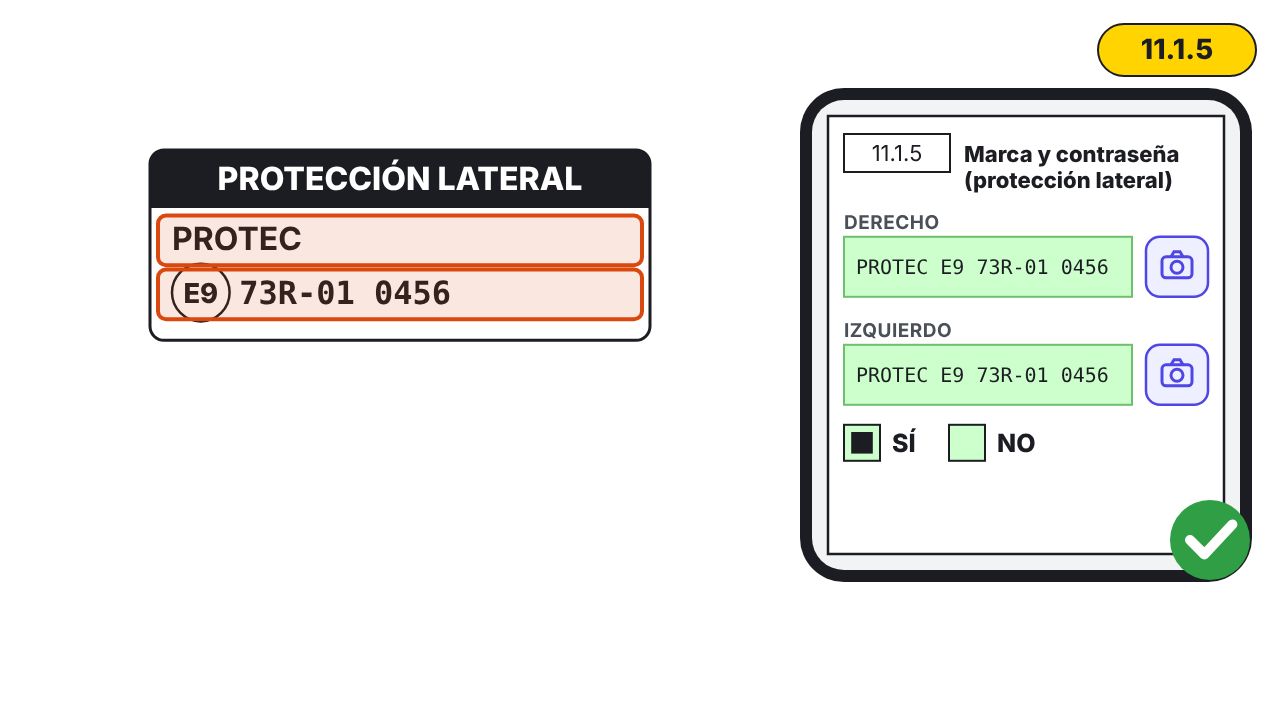 11.1.5
PROTECCIÓN LATERAL
PROTEC
E9 73R-01 0456
11.1.5
Marca y contraseña
(protección lateral)
DERECHO
PROTEC E9 73R-01 0456
IZQUIERDO
PROTEC E9 73R-01 0456
SÍ NO